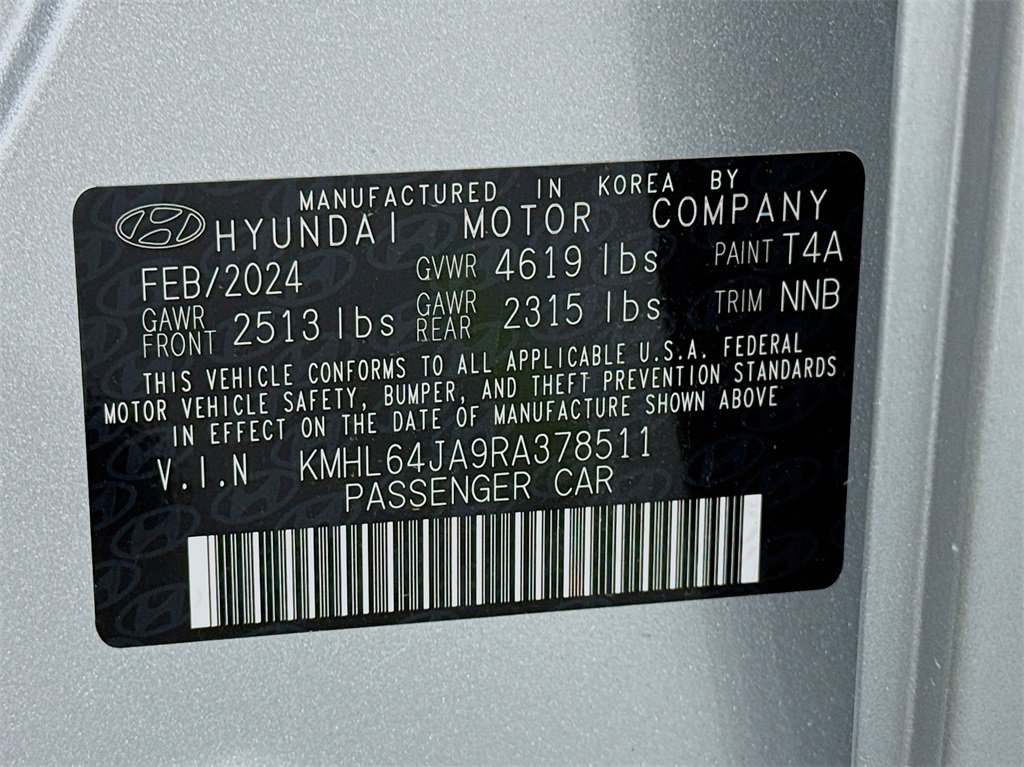 MANUFACTURED IN KOREA BY
HYUNDAI MOTOR COMPANY
FEB/2024 GVWR 4619 lbs PAINT T4A
GAWR FRONT 2513 lbs GAWR REAR 2315 lbs TRIM NNB
THIS VEHICLE CONFORMS TO ALL APPLICABLE U.S.A. FEDERAL
MOTOR VEHICLE SAFETY, BUMPER, AND THEFT PREVENTION STANDARDS
IN EFFECT ON THE DATE OF MANUFACTURE SHOWN ABOVE
V.I.N KMHL64JA9RA378511
PASSENGER CAR